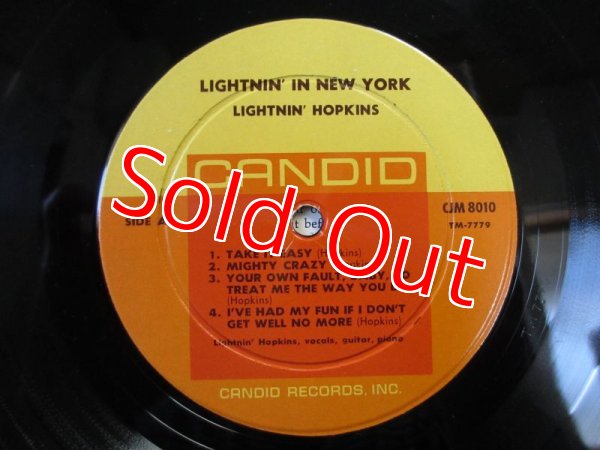 LIGHTNIN' IN NEW YORK
LIGHTNIN' HOPKINS
CANDID
SIDE A
CJM 8010
TM-7779
Sold Out
t bef
1. TAKE IT EASY (Hopkins)
2. MIGHTY CRAZY
3. YOUR OWN FAULT,
TREAT ME THE WAY YOU
(Hopkins)
4. I'VE HAD MY FUN IF I DON'T
GET WELL NO MORE (Hopkins)
Lightnin' Hopkins, vocals, guitar, piano
CANDID RECORDS, INC.